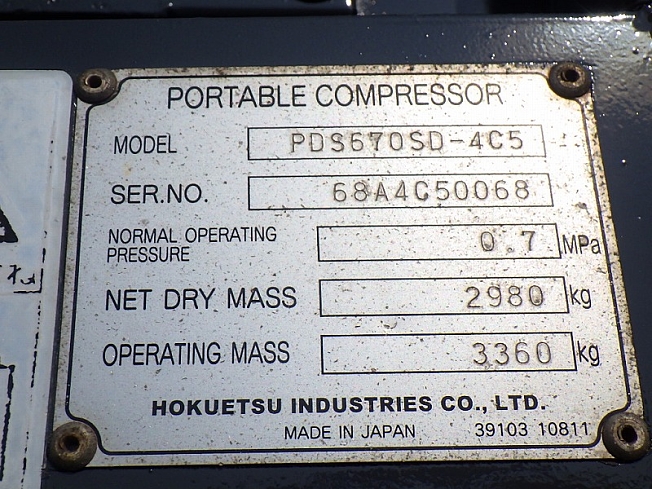 PORTABLE COMPRESSOR
MODEL PDS670SD-4C5
SER.NO. 68A4C50068
NORMAL OPERATING
PRESSURE 0.7 MPa
NET DRY MASS 2980 kg
OPERATING MASS 3360 kg
HOKUETSU INDUSTRIES CO., LTD.
MADE IN JAPAN 39103 10811